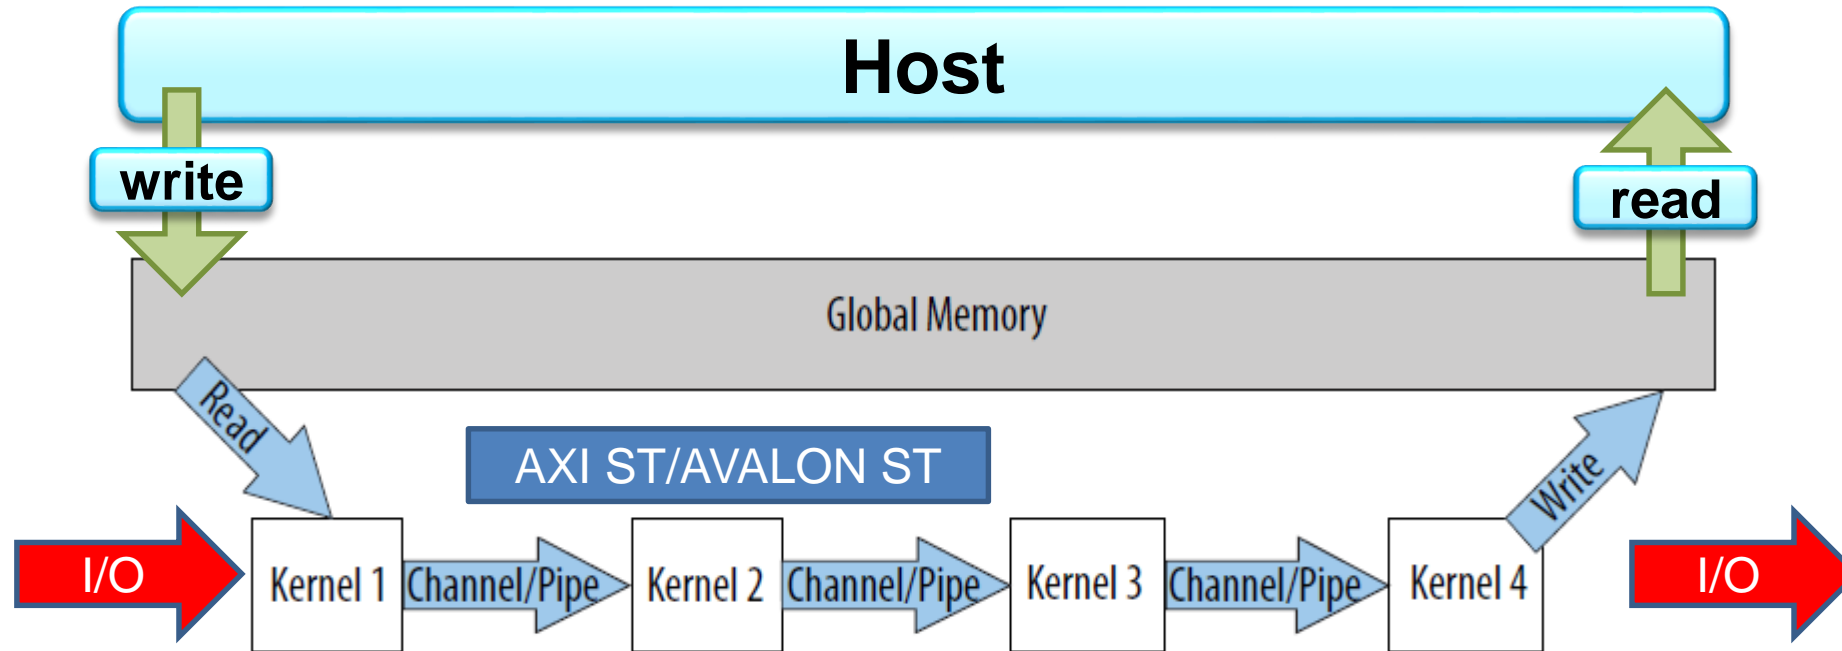 Host
write
read
Global Memory
Read
AXI ST/AVALON ST
Write
I/O
Kernel 1
Channel/Pipe
Kernel 2
Channel/Pipe
Kernel 3
Channel/Pipe
Kernel 4
I/O